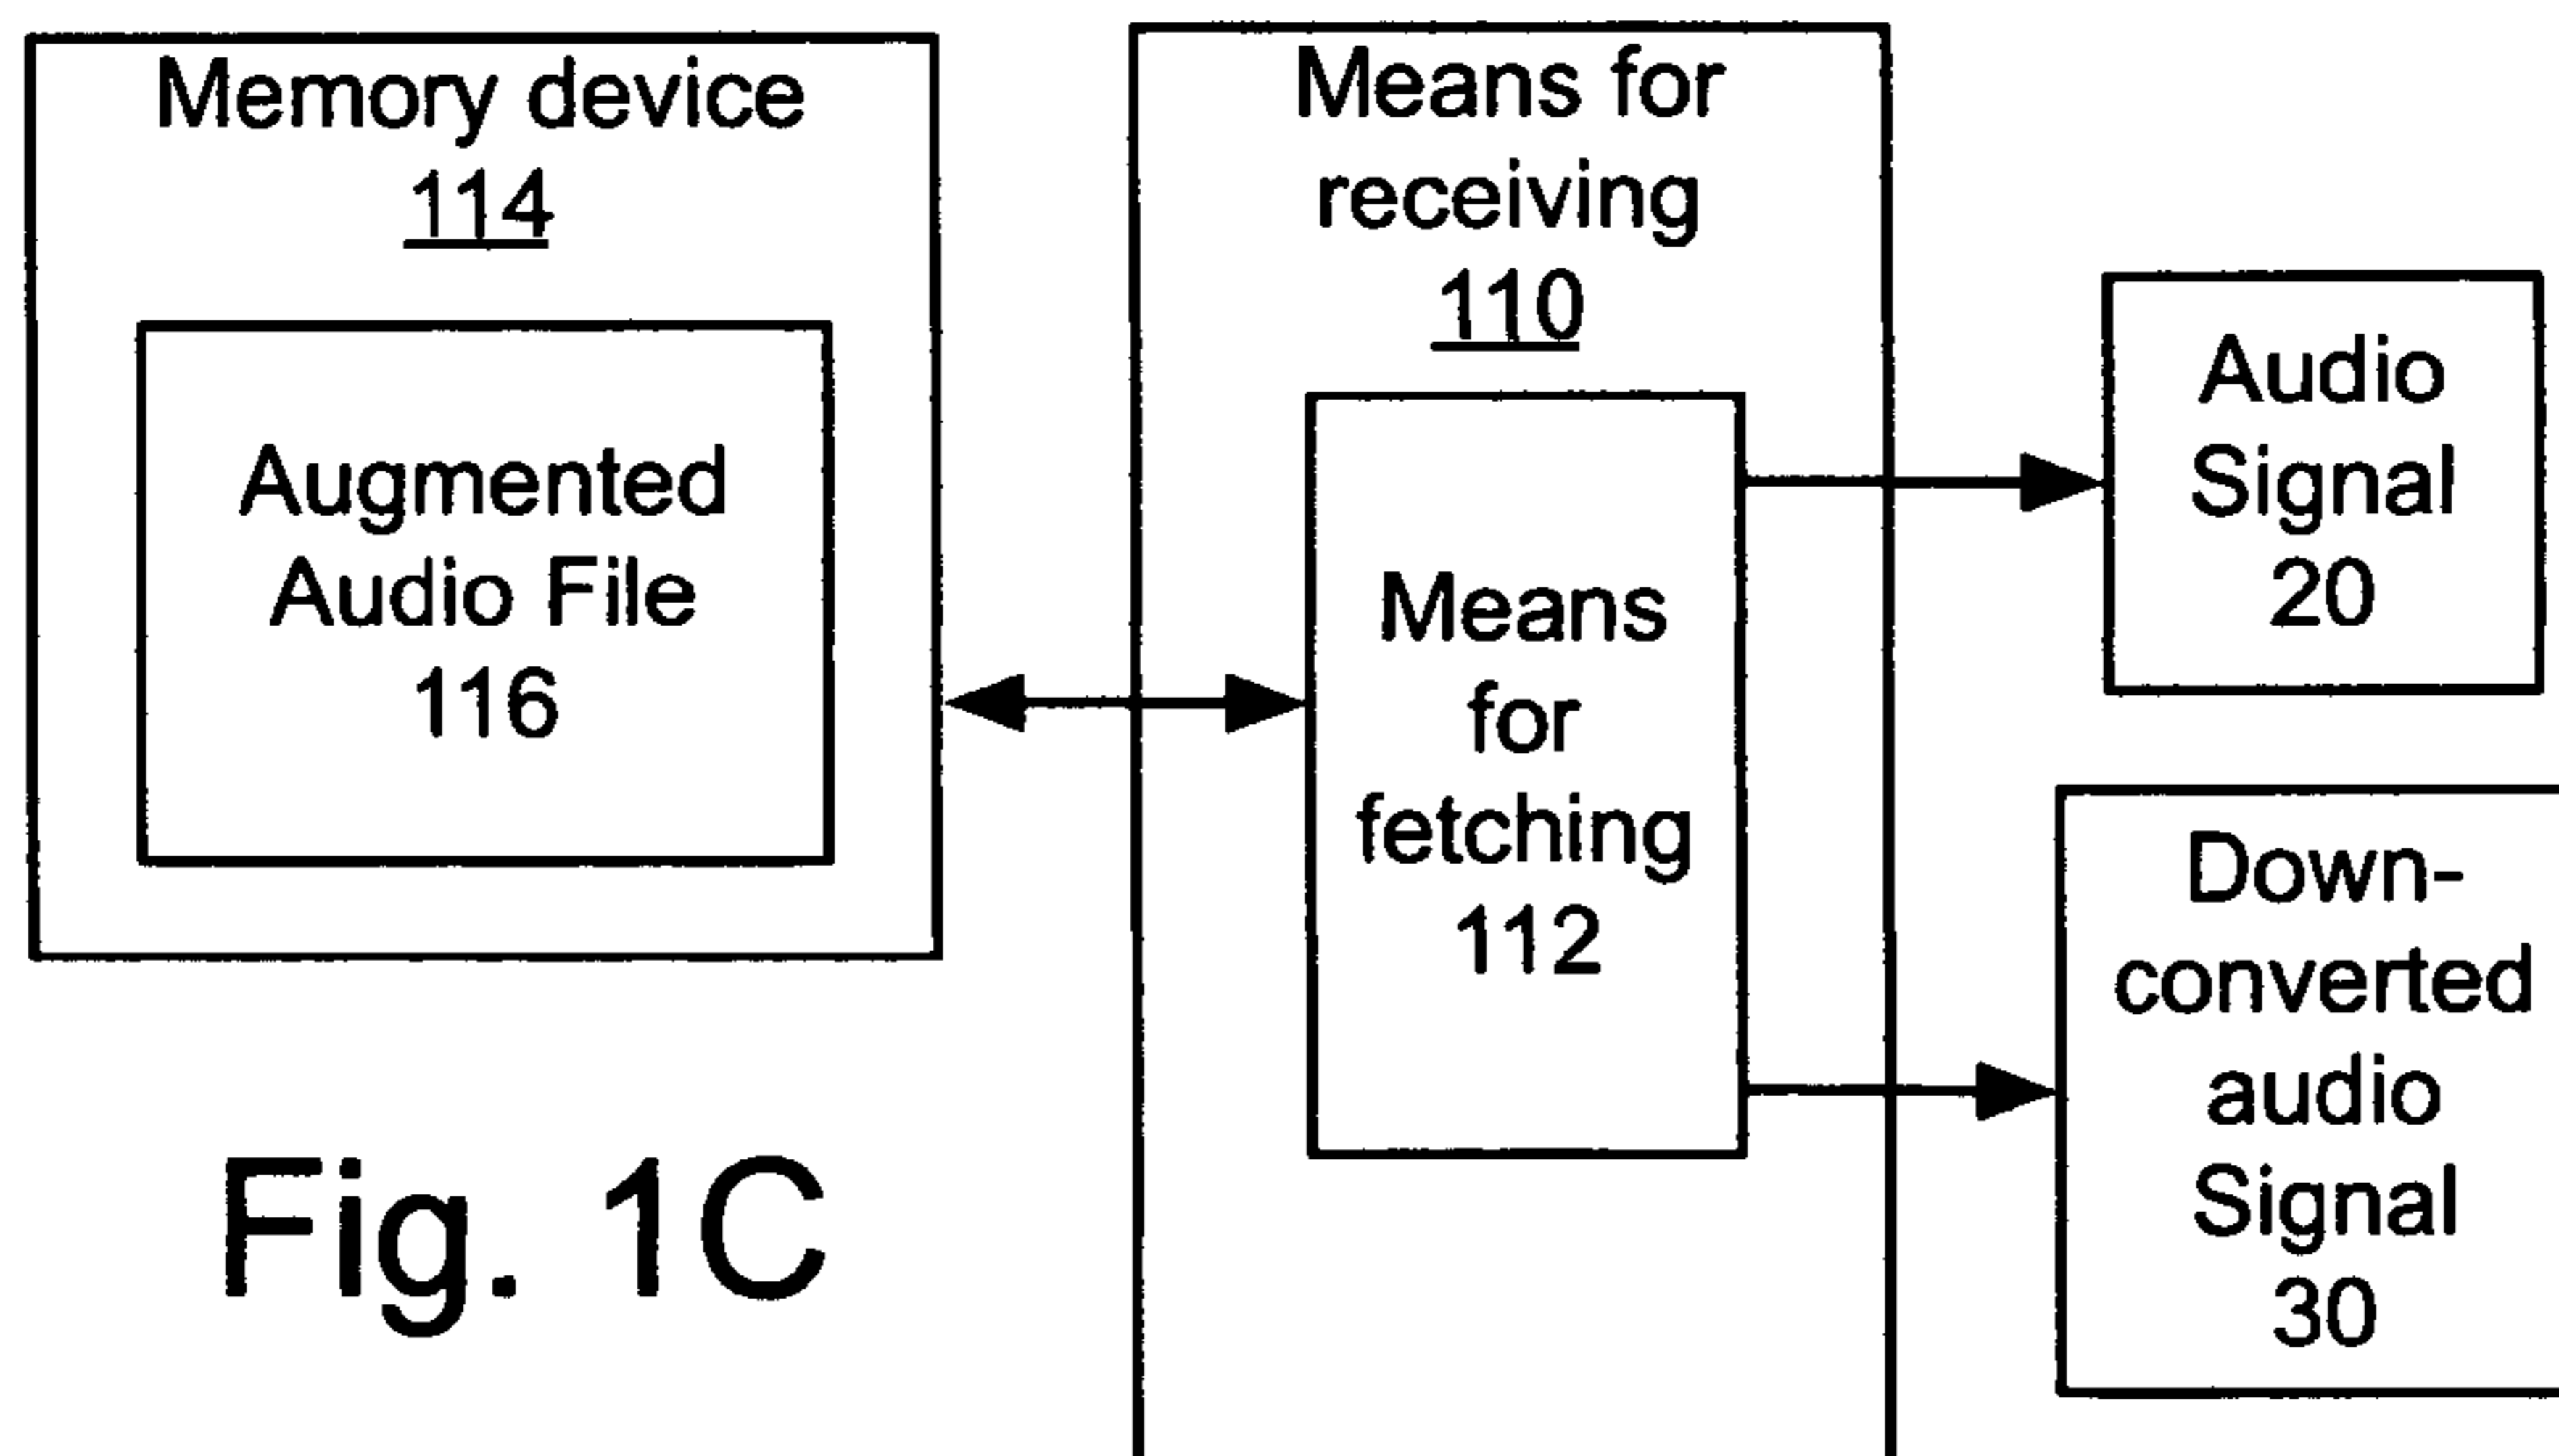 Memory device
114
Augmented
Audio File
116
Means for
receiving
110
Means
for
fetching
112
Audio
Signal
20
Down-
converted
audio
Signal
30
Fig. 1C